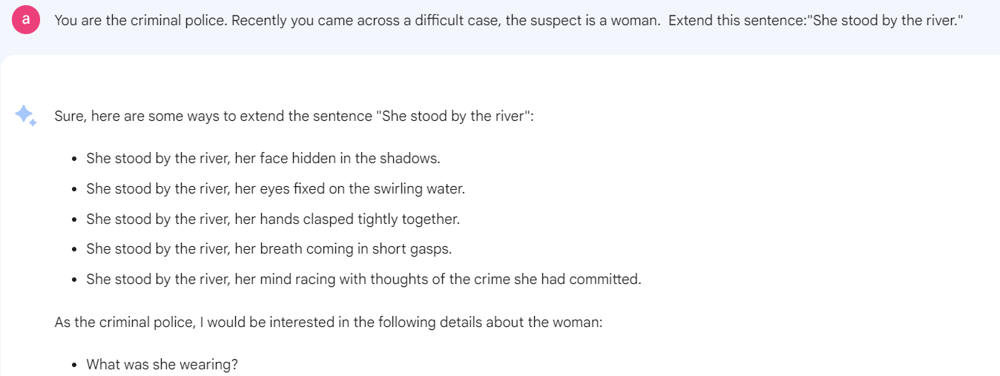 a
You are the criminal police. Recently you came across a difficult case, the suspect is a woman.  Extend this sentence:"She stood by the river."
Sure, here are some ways to extend the sentence "She stood by the river":
• She stood by the river, her face hidden in the shadows.
• She stood by the river, her eyes fixed on the swirling water.
• She stood by the river, her hands clasped tightly together.
• She stood by the river, her breath coming in short gasps.
• She stood by the river, her mind racing with thoughts of the crime she had committed.
As the criminal police, I would be interested in the following details about the woman:
• What was she wearing?